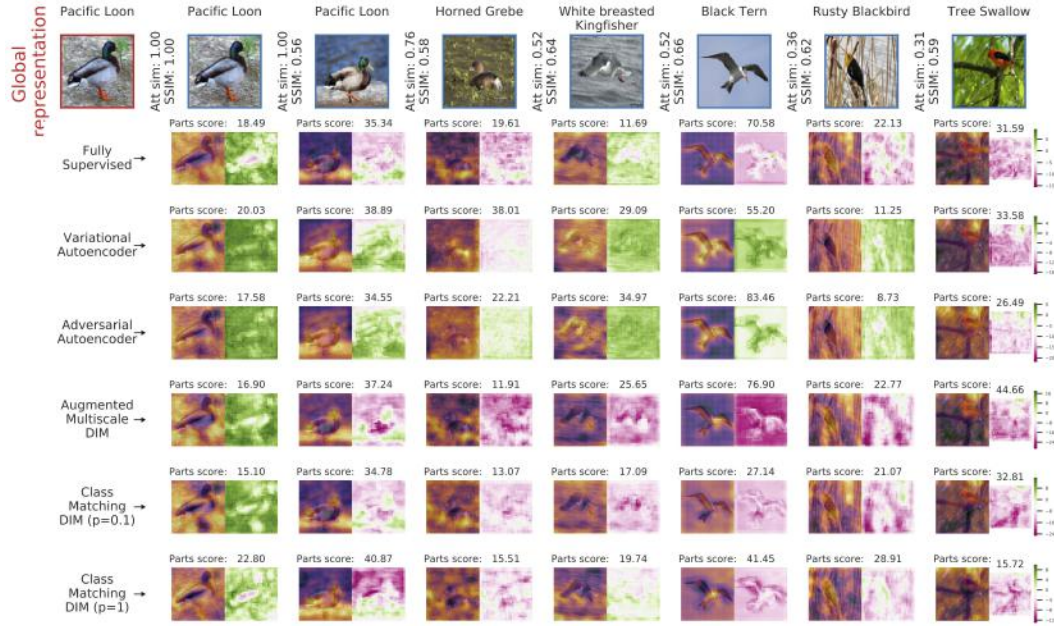 Pacific Loon
Pacific Loon
Pacific Loon
Horned Grebe
White breasted
Kingfisher
Black Tern
Rusty Blackbird
Tree Swallow
Global
representation
Att sim: 1.00
SSIM: 1.00
Att sim: 1.00
SSIM: 0.56
Att sim: 0.76
SSIM: 0.58
Att sim: 0.52
SSIM: 0.64
Att sim: 0.52
SSIM: 0.66
Att sim: 0.36
SSIM: 0.62
Att sim: 0.31
SSIM: 0.59
Fully
Supervised
Parts score: 18.49
Parts score: 35.34
Parts score: 19.61
Parts score: 11.69
Parts score: 70.58
Parts score: 22.13
Parts score: 31.59
Variational
Autoencoder
Parts score: 20.03
Parts score: 38.89
Parts score: 38.01
Parts score: 29.09
Parts score: 55.20
Parts score: 11.25
Parts score: 33.58
Adversarial
Autoencoder
Parts score: 17.58
Parts score: 34.55
Parts score: 22.21
Parts score: 34.97
Parts score: 83.46
Parts score: 8.73
Parts score: 26.49
Augmented
Multiscale
DIM
Parts score: 16.90
Parts score: 37.24
Parts score: 11.91
Parts score: 25.65
Parts score: 76.90
Parts score: 22.77
Parts score: 44.66
Class
Matching
DIM (p=0.1)
Parts score: 15.10
Parts score: 34.78
Parts score: 13.07
Parts score: 17.09
Parts score: 27.14
Parts score: 21.07
Parts score: 32.81
Class
Matching
DIM (p=1)
Parts score: 22.80
Parts score: 40.87
Parts score: 15.51
Parts score: 19.74
Parts score: 41.45
Parts score: 28.91
Parts score: 15.72